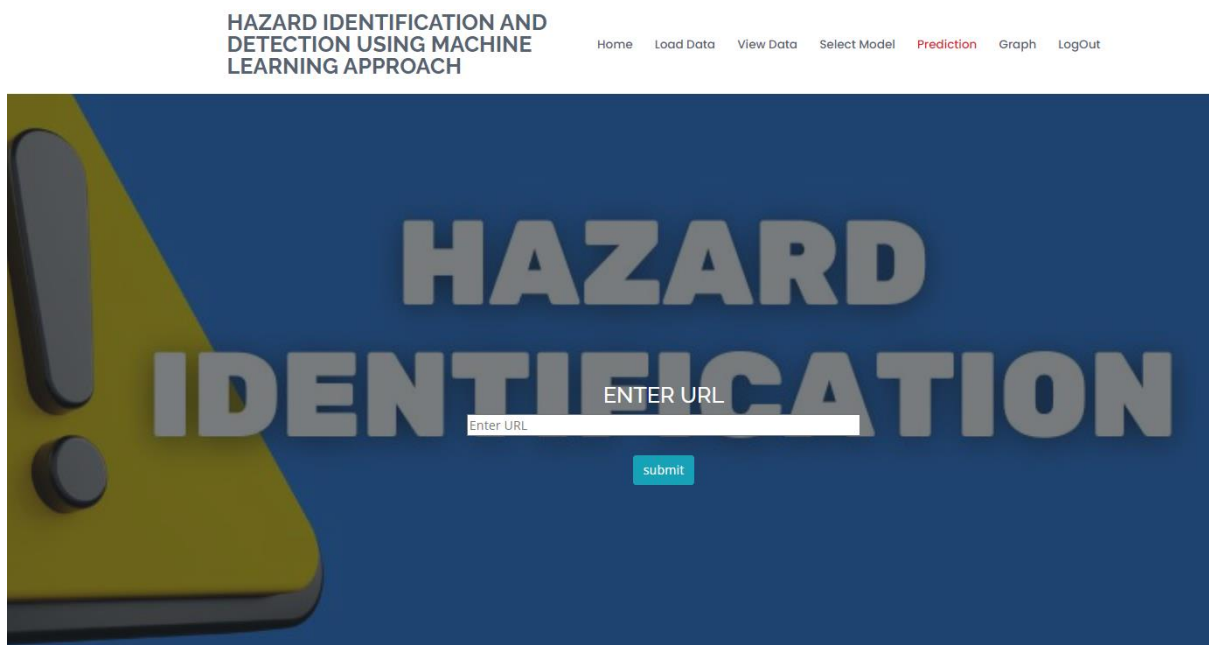 HAZARD IDENTIFICATION AND
DETECTION USING MACHINE
LEARNING APPROACH
Home Load Data View Data Select Model Prediction Graph LogOut
HAZARD
IDENTIFICATION
ENTER URL
Enter URL
submit